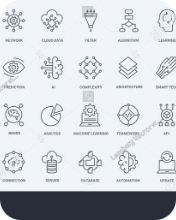 NETWORK CLOUD DATA FILTER ALGORITHM LEARNING
PREDICTION AI COMPLEXITY ARCHITECTURE SMART TECH
ANALYSIS MACHINE LEARNING FRAMEWORK API
CONNECTION SERVER DATABASE AUTOMATION UPDATE